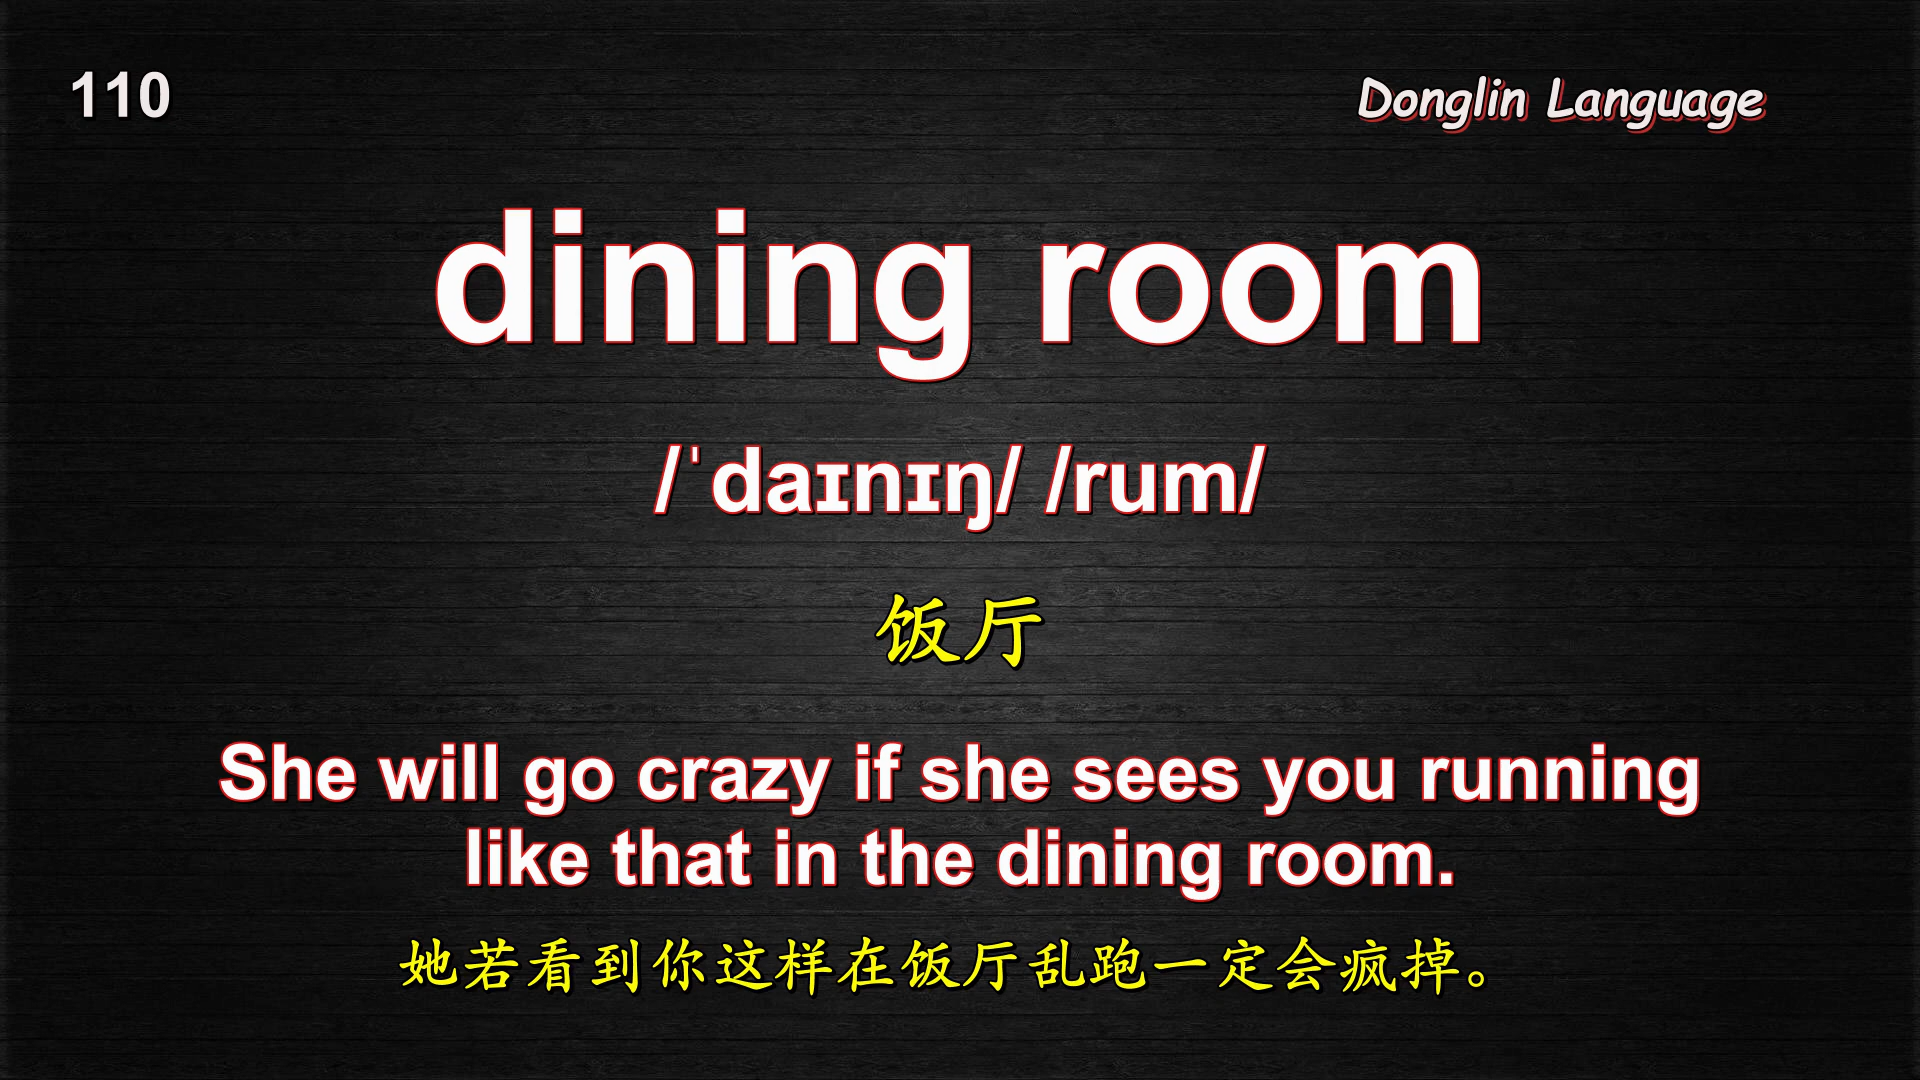 110
Donglin Language
dining room
/ˈdaɪnɪŋ/ /rum/
饭厅
She will go crazy if she sees you running
like that in the dining room.
她若看到你这样在饭厅乱跑一定会疯掉。